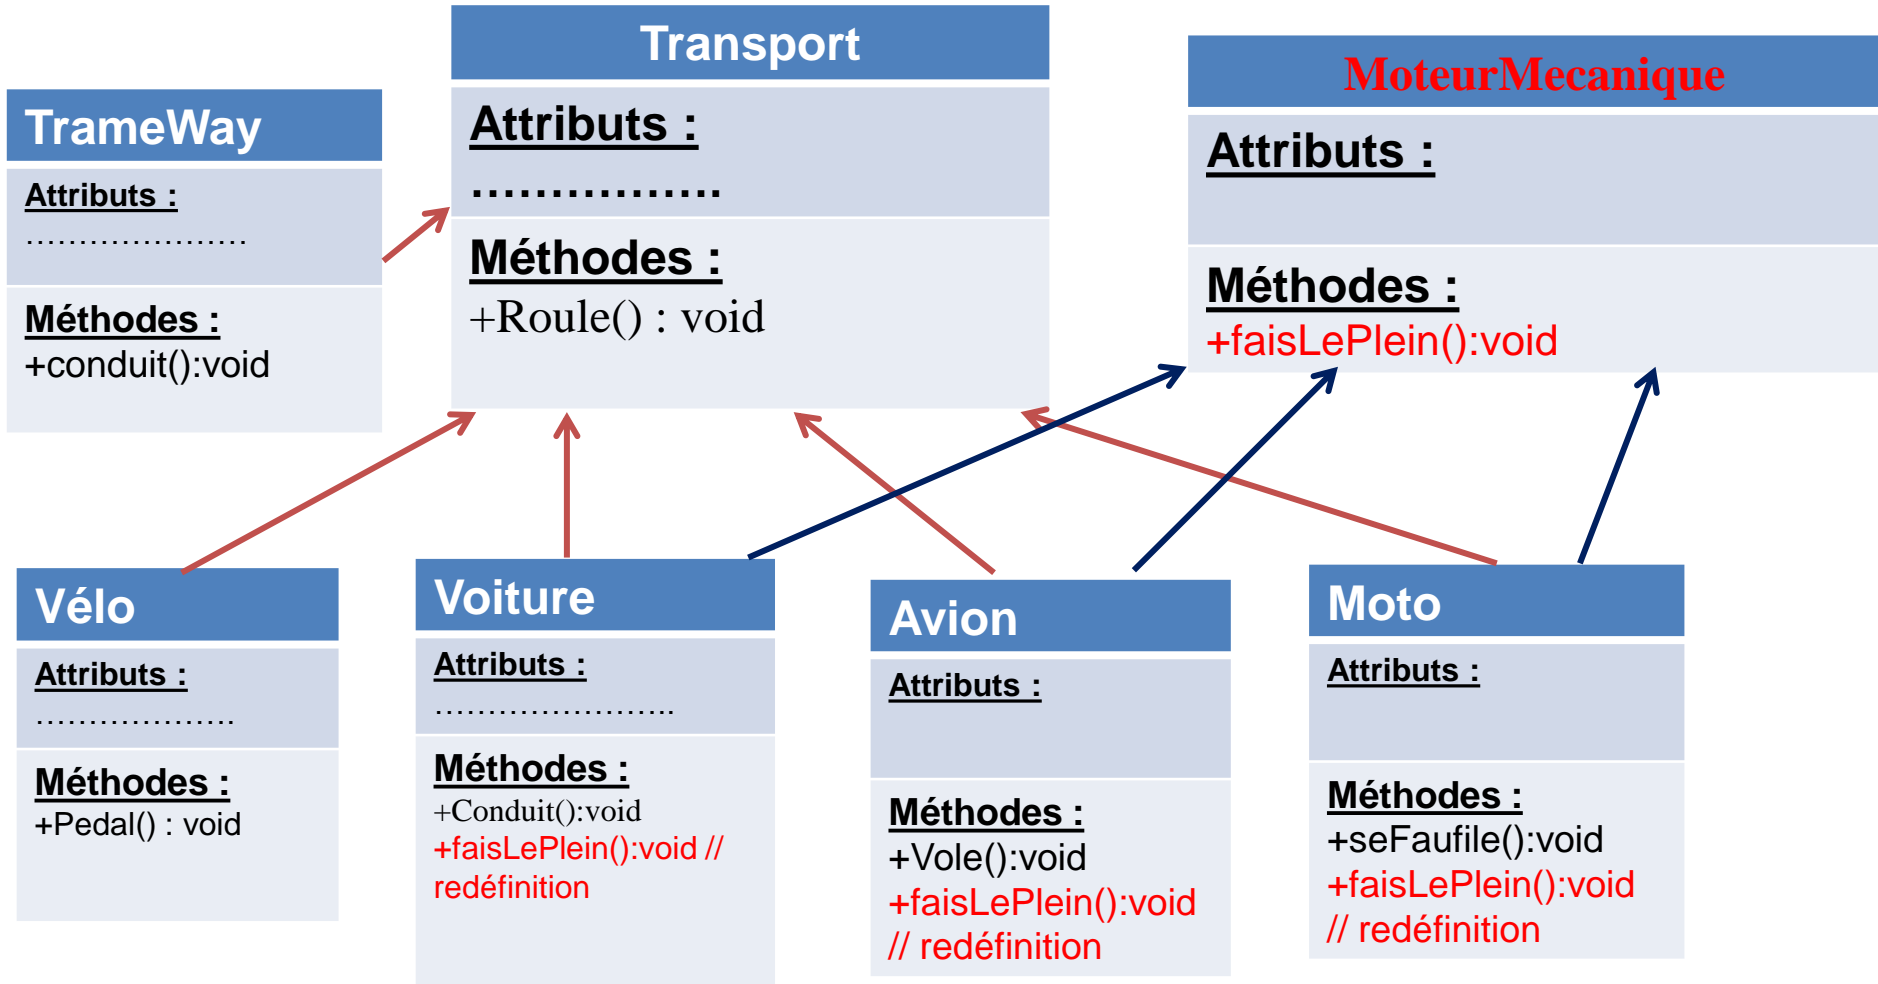 TrameWay
Attributs :
…………………
Méthodes :
+conduit():void
Transport
Attributs :
…………….
Méthodes :
+Roule() : void
MoteurMecanique
Attributs :
Méthodes :
+faisLePlein():void
Vélo
Attributs :
……………….
Méthodes :
+Pedal() : void
Voiture
Attributs :
…………………..
Méthodes :
+Conduit():void
+faisLePlein():void //
redéfinition
Avion
Attributs :
Méthodes :
+Vole():void
+faisLePlein():void
// redéfinition
Moto
Attributs :
Méthodes :
+seFaufile():void
+faisLePlein():void
// redéfinition